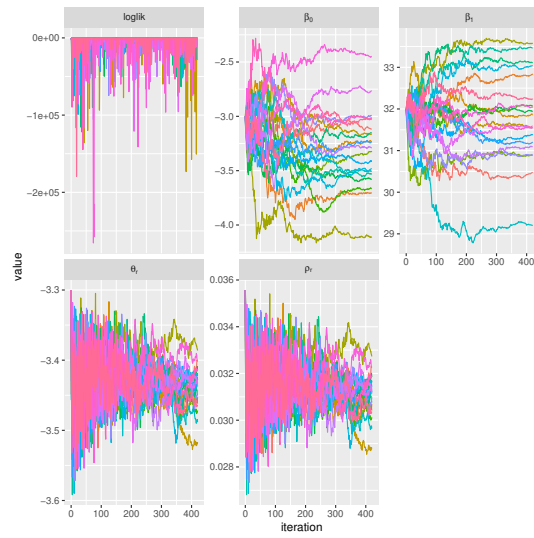 loglik
β₀
β₁
0e+00
−1e+05
−2e+05
−2.5
−3.0
−3.5
−4.0
33
32
31
30
29
0 100 200 300 400
θᵣ
ρᵣ
−3.3
−3.4
−3.5
−3.6
0.036
0.034
0.032
0.030
0.028
0 100 200 300 400
0 100 200 300 400
value
iteration